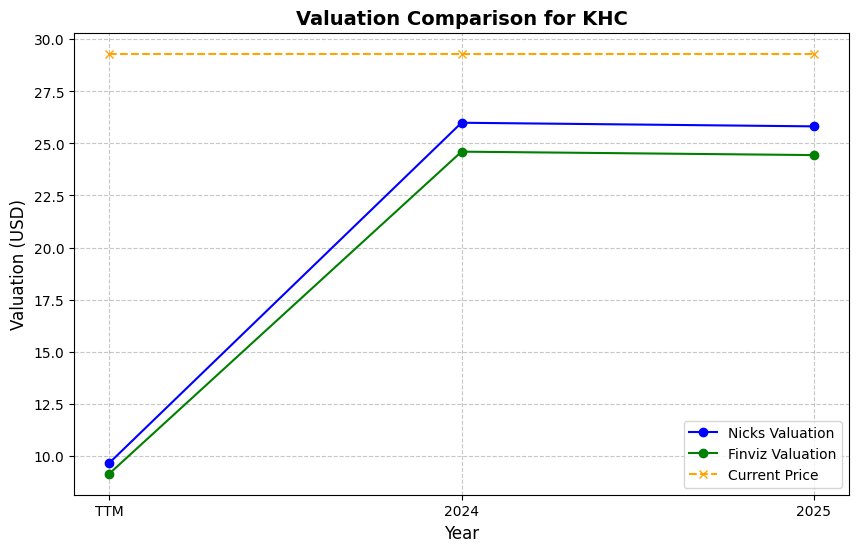 Valuation Comparison for KHC
Valuation (USD)
30.0
27.5
25.0
22.5
20.0
17.5
15.0
12.5
10.0
Nicks Valuation
Finviz Valuation
Current Price
TTM
2024
2025
Year